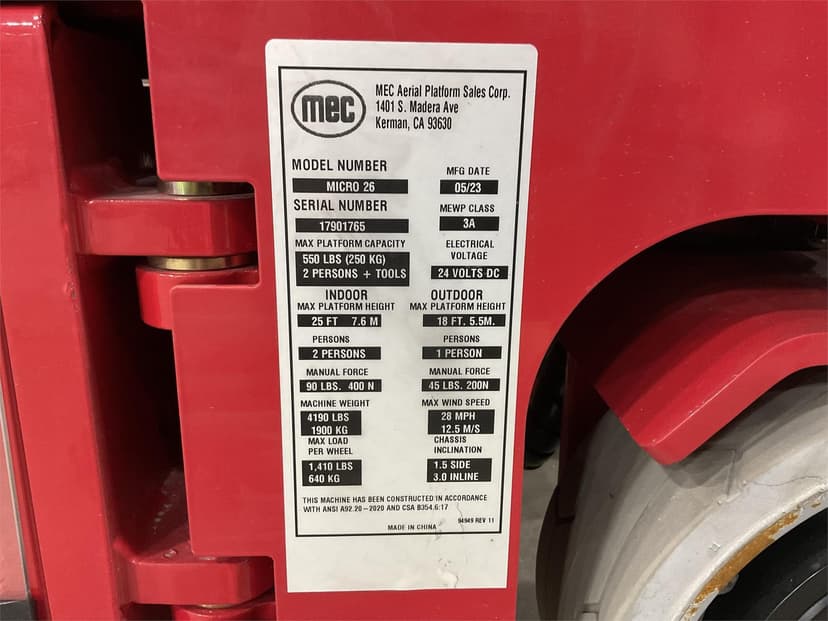 mec
MEC Aerial Platform Sales Corp.
1401 S. Madera Ave
Kerman, CA 93630
MODEL NUMBER
MICRO 26
MFG DATE
05/23
SERIAL NUMBER
17901765
MEWP CLASS
3A
MAX PLATFORM CAPACITY
550 LBS (250 KG)
2 PERSONS + TOOLS
ELECTRICAL
VOLTAGE
24 VOLTS DC
INDOOR
MAX PLATFORM HEIGHT
25 FT 7.6 M
OUTDOOR
MAX PLATFORM HEIGHT
18 FT. 5.5M.
PERSONS
2 PERSONS
PERSONS
1 PERSON
MANUAL FORCE
90 LBS. 400 N
MANUAL FORCE
45 LBS. 200N
MACHINE WEIGHT
4190 LBS
1900 KG
MAX WIND SPEED
28 MPH
12.5 M/S
MAX LOAD
PER WHEEL
1,410 LBS
640 KG
CHASSIS
INCLINATION
1.5 SIDE
3.0 INLINE
THIS MACHINE HAS BEEN CONSTRUCTED IN ACCORDANCE
WITH ANSI A92.20-2020 AND CSA B354.6:17
94949 REV 11
MADE IN CHINA